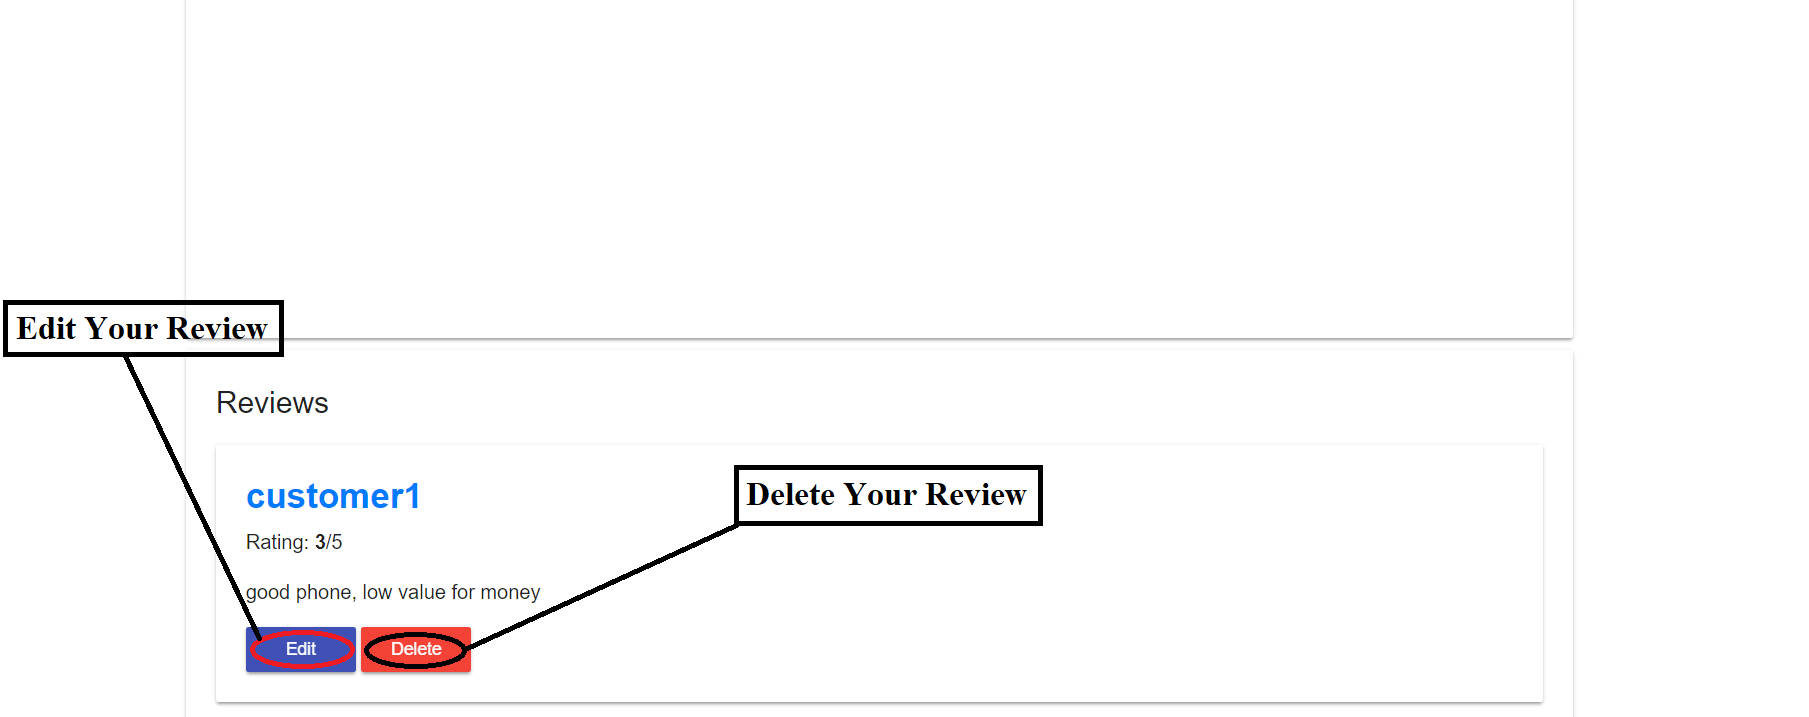 Edit Your Review
Reviews
customer1
Delete Your Review
Rating: 3/5
good phone, low value for money
Edit
Delete